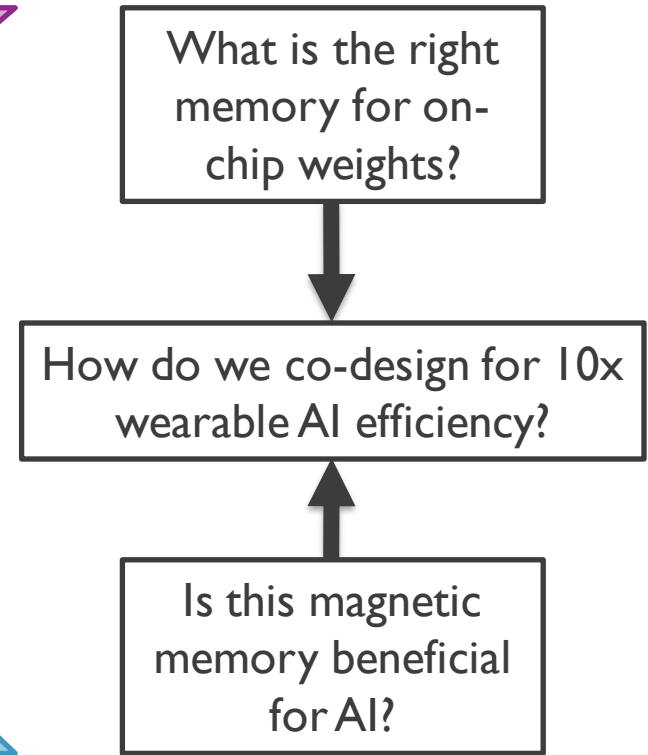 What is the right
memory for on-
chip weights?
How do we co-design for 10x
wearable AI efficiency?
Is this magnetic
memory beneficial
for AI?